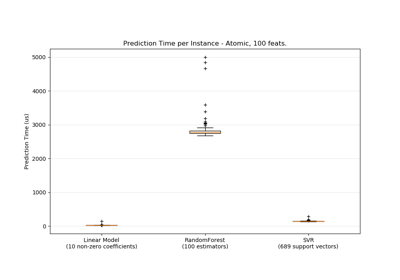 Prediction Time per Instance - Atomic, 100 feats.
5000
4000
3000
2000
1000
0
Prediction Time (us)
Linear Model
(10 non-zero coefficients)
RandomForest
(100 estimators)
SVR
(689 support vectors)